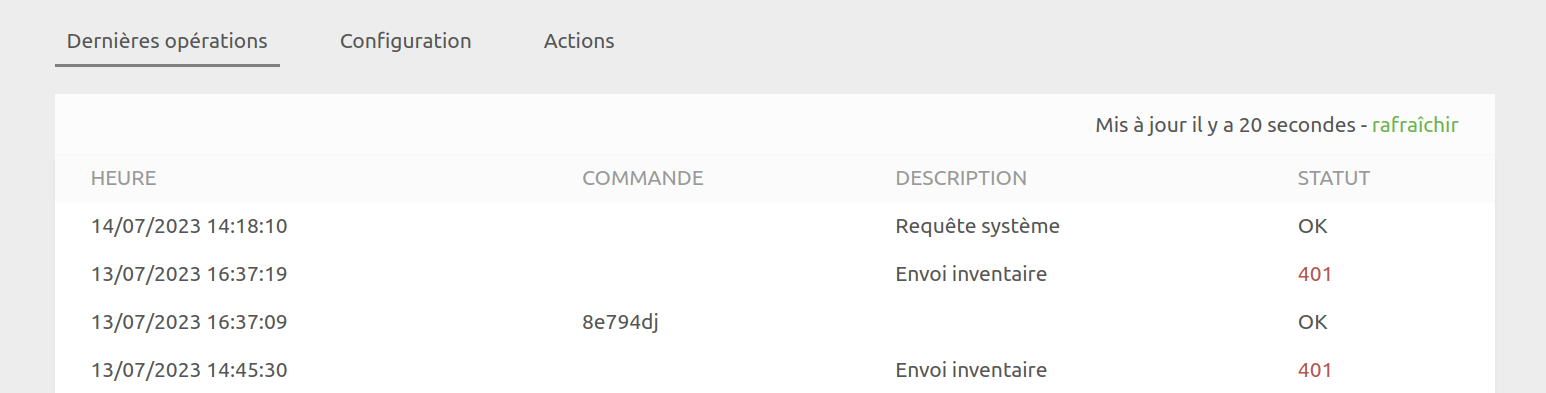 Dernières opérations Configuration Actions
Mis à jour il y a 20 secondes - rafraîchir
HEURE COMMANDE DESCRIPTION STATUT
14/07/2023 14:18:10 Requête système OK
13/07/2023 16:37:19 Envoi inventaire 401
13/07/2023 16:37:09 8e794dj OK
13/07/2023 14:45:30 Envoi inventaire 401